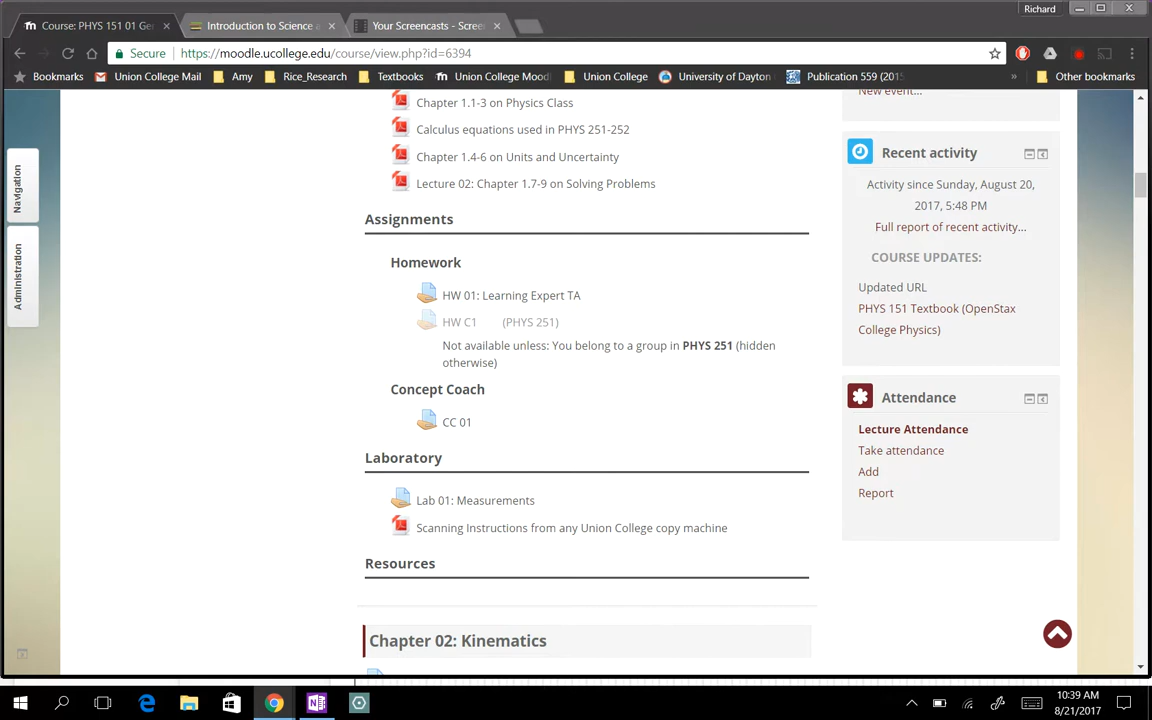 Richard
Course: PHYS 151 01 Ge
Introduction to Science a
Your Screencasts - Scree
Secure
https://moodle.ucollege.edu/course/view.php?id=6394
Bookmarks
Union College Mail
Amy
Rice_Research
Textbooks
Union College Mood
Union College
University of Dayton
Publication 559 (201
»
Other bookmarks
Navigation
Administration
Chapter 1.1-3 on Physics Class
Calculus equations used in PHYS 251-252
Chapter 1.4-6 on Units and Uncertainty
Lecture 02: Chapter 1.7-9 on Solving Problems
Assignments
Homework
HW 01: Learning Expert TA
HW C1 (PHYS 251)
Not available unless: You belong to a group in PHYS 251 (hidden
otherwise)
Concept Coach
CC 01
Laboratory
Lab 01: Measurements
Scanning Instructions from any Union College copy machine
Resources
Chapter 02: Kinematics
New event...
Recent activity
Activity since Sunday, August 20,
2017, 5:48 PM
Full report of recent activity...
COURSE UPDATES:
Updated URL
PHYS 151 Textbook (OpenStax
College Physics)
Attendance
Lecture Attendance
Take attendance
Add
Report
10:39 AM
8/21/2017